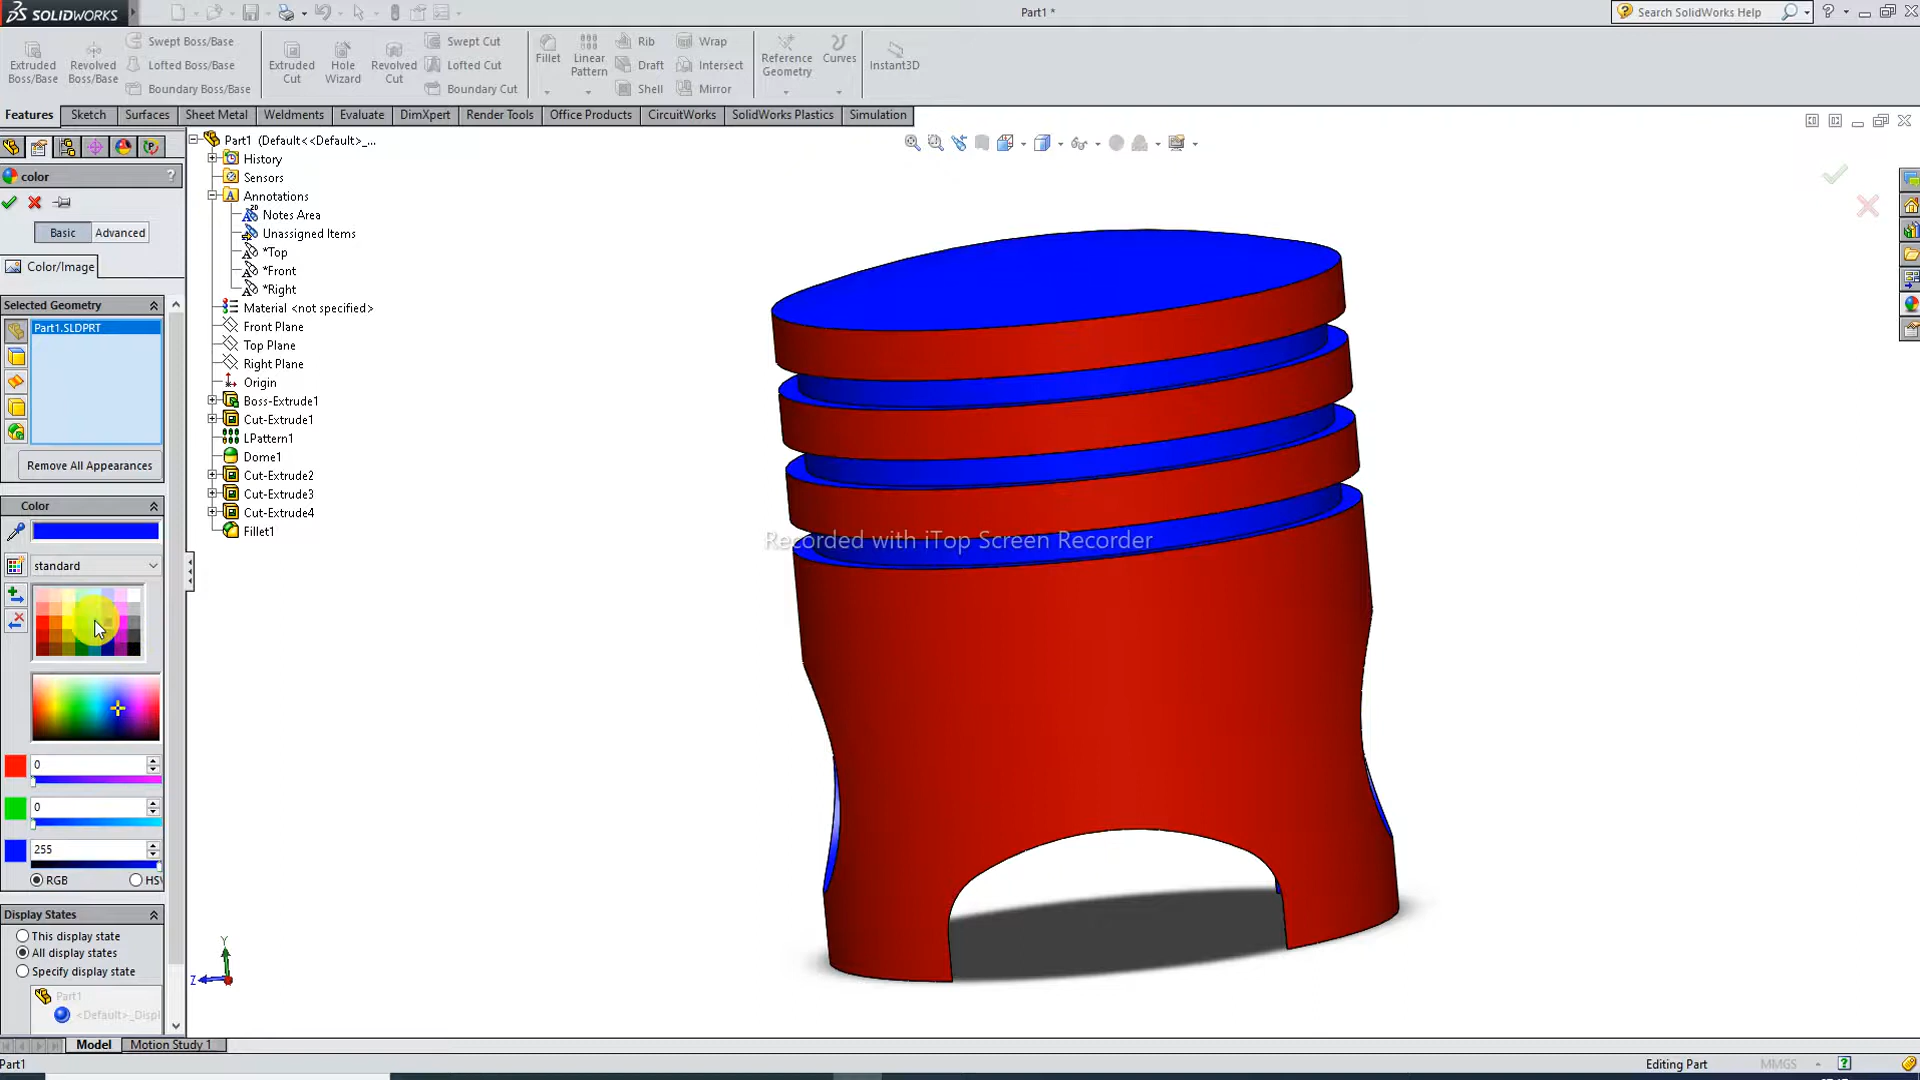 SOLIDWORKS
Part1 *
Search SolidWorks Help
Extruded Boss/Base
Revolved Boss/Base
Swept Boss/Base
Lofted Boss/Base
Boundary Boss/Base
Extruded Cut
Hole Wizard
Revolved Cut
Swept Cut
Lofted Cut
Boundary Cut
Fillet
Linear Pattern
Rib
Draft
Shell
Wrap
Intersect
Mirror
Reference Geometry
Curves
Instant3D
Features
Sketch
Surfaces
Sheet Metal
Weldments
Evaluate
DimXpert
Render Tools
Office Products
CircuitWorks
SolidWorks Plastics
Simulation
color
?
Basic
Advanced
Color/Image
Selected Geometry
Part1.SLDPRT
Remove All Appearances
Color
standard
0
0
255
RGB
HSV
Display States
This display state
All display states
Specify display state
Part1
<Default>_Displ
Part1 (Default<<Default>_...
History
Sensors
Annotations
Notes Area
Unassigned Items
*Top
*Front
*Right
Material <not specified>
Front Plane
Top Plane
Right Plane
Origin
Boss-Extrude1
Cut-Extrude1
LPattern1
Dome1
Cut-Extrude2
Cut-Extrude3
Cut-Extrude4
Fillet1
Recorded with iTop Screen Recorder
Y
Z
Model
Motion Study 1
Part1
Editing Part
MMGS